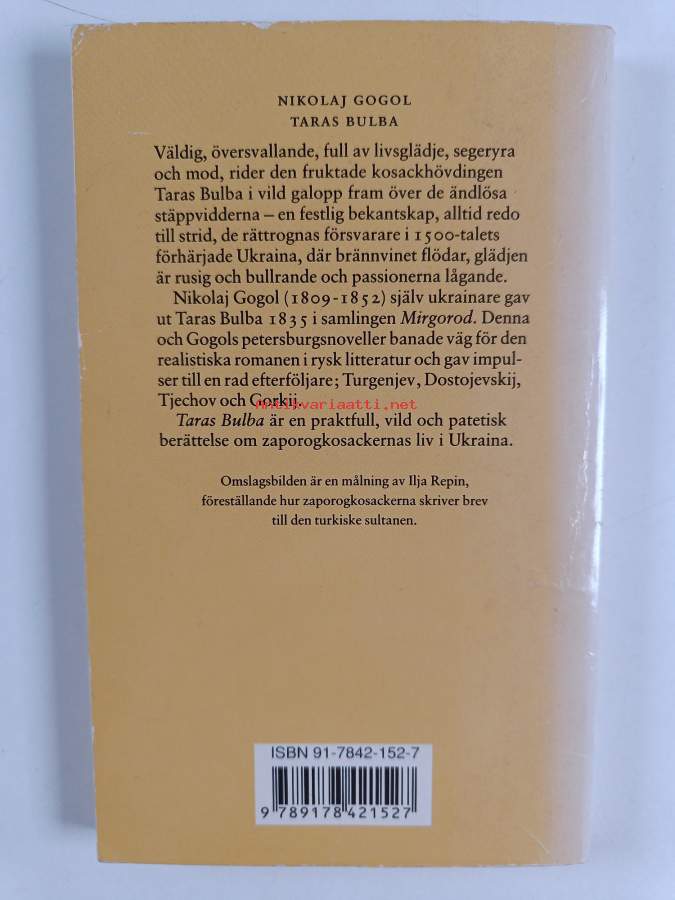 NIKOLAJ GOGOL
TARAS BULBA
Väldig, översvallande, full av livsglädje, segeryra
och mod, rider den fruktade kosackhövdingen
Taras Bulba i vild galopp fram över de ändlösa
stäppvidderna – en festlig bekantskap, alltid redo
till strid, de rättrognas försvarare i 1500-talets
förhärjade Ukraina, där brännvinet flödar, glädjen
är rusig och bullrande och passionerna lågande.
Nikolaj Gogol (1809-1852) själv ukrainare gav
ut Taras Bulba 1835 i samlingen Mirgorod. Denna
och Gogols petersburgsnoveller banade väg för den
realistiska romanen i rysk litteratur och gav impul-
ser till en rad efterföljare; Turgenjev, Dostojevskij,
Tjechov och Gorkij.
Antikvariaatti.net
Taras Bulba är en praktfull, vild och patetisk
berättelse om zaporogkosackernas liv i Ukraina.
Omslagsbilden är en målning av Ilja Repin,
föreställande hur zaporogkosackerna skriver brev
till den turkiske sultanen.
ISBN 91-7842-152-7
9 789178 421527